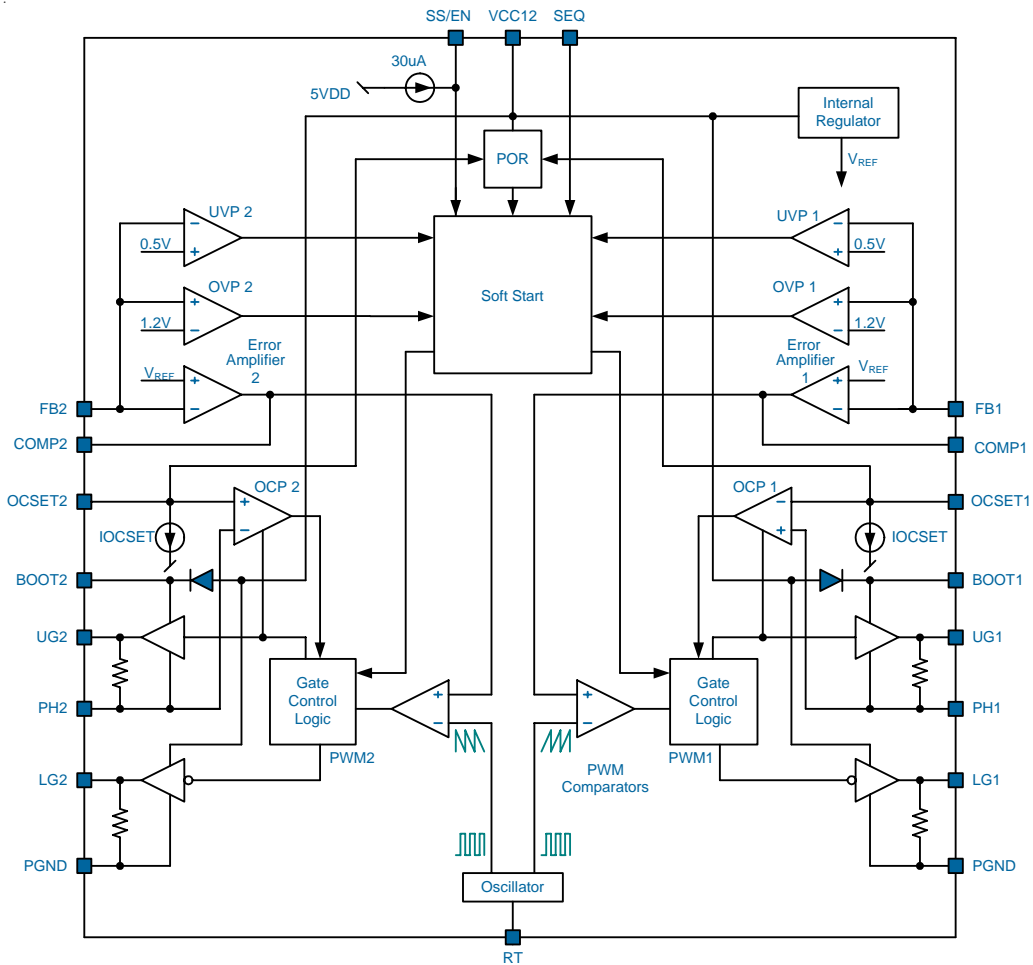 SS/EN VCC12 SEQ
30uA
5VDD
Internal
Regulator
VREF
POR
UVP 2
0.5V
UVP 1
0.5V
OVP 2
1.2V
Soft Start
OVP 1
1.2V
Error
Amplifier
2
VREF
Error
Amplifier
1
VREF
FB2
FB1
COMP2
COMP1
OCSET2
OCP 2
OCP 1
OCSET1
IOCSET
IOCSET
BOOT2
BOOT1
UG2
UG1
Gate
Control
Logic
Gate
Control
Logic
PH2
PH1
PWM2
PWM1
PWM
Comparators
LG2
LG1
PGND
PGND
Oscillator
RT